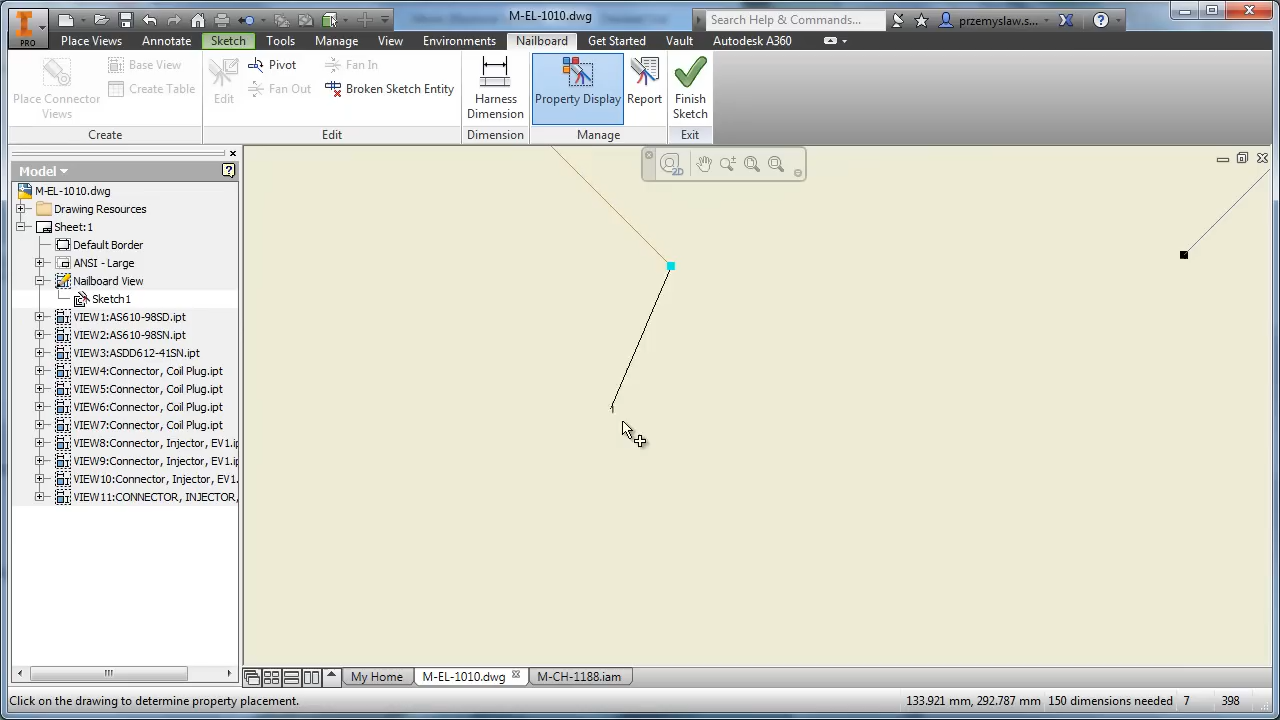 M-EL-1010.dwg
Search Help & Commands...
przemyslaw.s...
PRO
Place Views
Annotate
Sketch
Tools
Manage
View
Environments
Nailboard
Get Started
Vault
Autodesk A360
Place Connector
Views
Base View
Create Table
Edit
Pivot
Fan Out
Fan In
Broken Sketch Entity
Harness
Dimension
Property Display
Report
Finish
Sketch
Create
Edit
Dimension
Manage
Exit
Model
M-EL-1010.dwg
Drawing Resources
Sheet:1
Default Border
ANSI - Large
Nailboard View
Sketch1
VIEW1:AS610-98SD.ipt
VIEW2:AS610-98SN.ipt
VIEW3:ASDD612-41SN.ipt
VIEW4:Connector, Coil Plug.ipt
VIEW5:Connector, Coil Plug.ipt
VIEW6:Connector, Coil Plug.ipt
VIEW7:Connector, Coil Plug.ipt
VIEW8:Connector, Injector, EV1.i
VIEW9:Connector, Injector, EV1.i
VIEW10:Connector, Injector, EV1.
VIEW11:CONNECTOR, INJECTOR,
2D
My Home
M-EL-1010.dwg
M-CH-1188.iam
Click on the drawing to determine property placement.
133.921 mm, 292.787 mm
150 dimensions needed
7
398